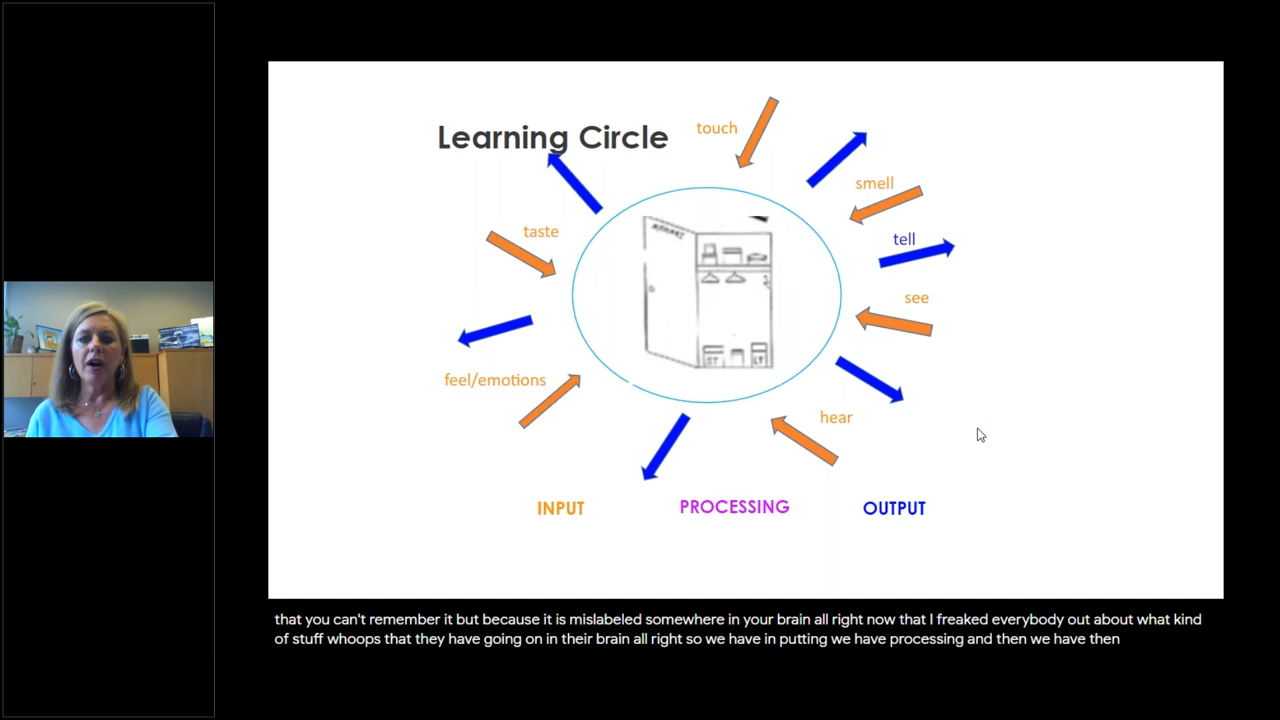 Learning Circle
touch
smell
taste
tell
see
feel/emotions
hear
ST
LT
INPUT
PROCESSING
OUTPUT
that you can't remember it but because it is mislabeled somewhere in your brain all right now that I freaked everybody out about what kind
of stuff whoops that they have going on in their brain all right so we have in putting we have processing and then we have then